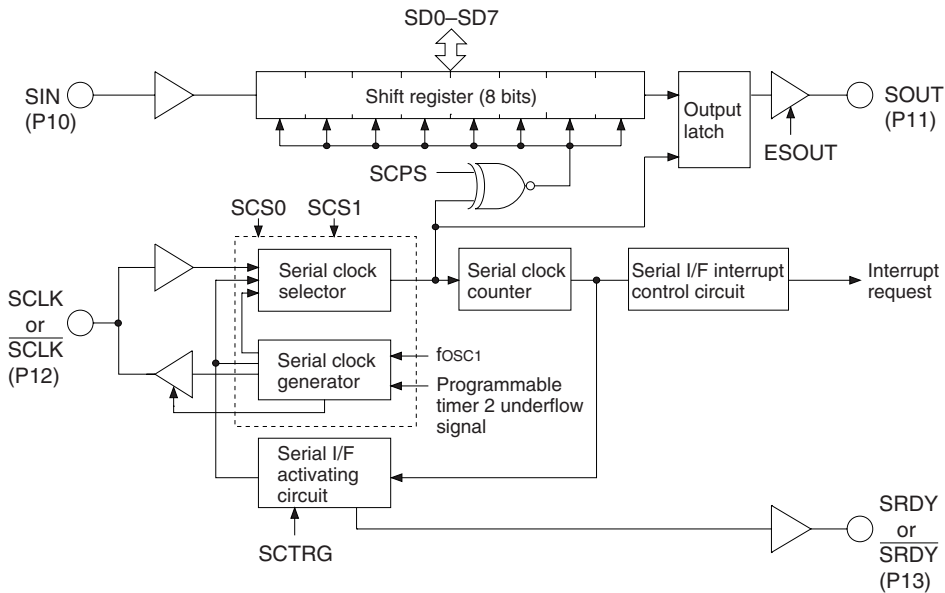 SD0–SD7
SIN
(P10)
Shift register (8 bits)
Output
latch
SOUT
(P11)
ESOUT
SCPS
SCS0
SCS1
SCLK
or
SCLK
(P12)
Serial clock
selector
Serial clock
counter
Serial I/F interrupt
control circuit
Interrupt
request
Serial clock
generator
fOSC1
Programmable
timer 2 underflow
signal
Serial I/F
activating
circuit
SCTRG
SRDY
or
SRDY
(P13)